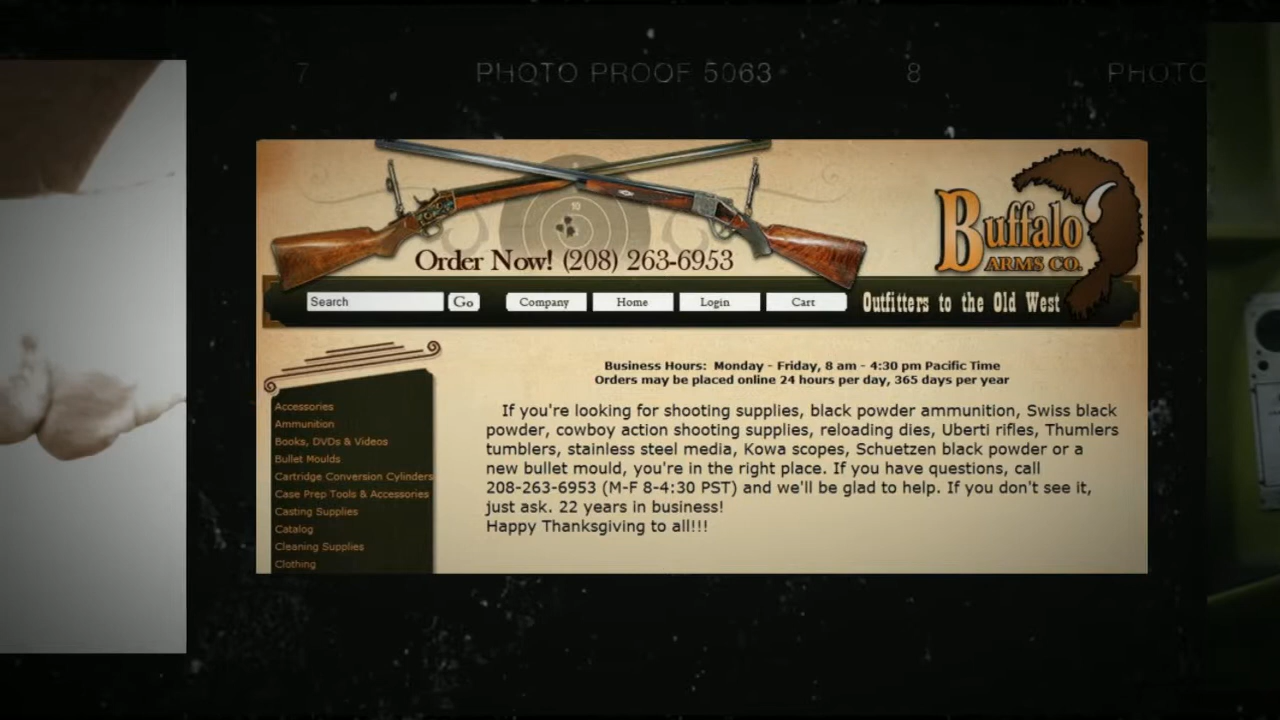 7 PHOTO PROOF 5063 8 PHOTO
10
Buffalo
ARMS CO.
Order Now! (208) 263-6953
Search Go Company Home Login Cart Outfitters to the Old West
Business Hours: Monday - Friday, 8 am - 4:30 pm Pacific Time
Orders may be placed online 24 hours per day, 365 days per year
Accessories
Ammunition
Books, DVDs & Videos
Bullet Moulds
Cartridge Conversion Cylinders
Case Prep Tools & Accessories
Casting Supplies
Catalog
Cleaning Supplies
Clothing
If you're looking for shooting supplies, black powder ammunition, Swiss black
powder, cowboy action shooting supplies, reloading dies, Uberti rifles, Thumlers
tumblers, stainless steel media, Kowa scopes, Schuetzen black powder or a
new bullet mould, you're in the right place. If you have questions, call
208-263-6953 (M-F 8-4:30 PST) and we'll be glad to help. If you don't see it,
just ask. 22 years in business!
Happy Thanksgiving to all!!!